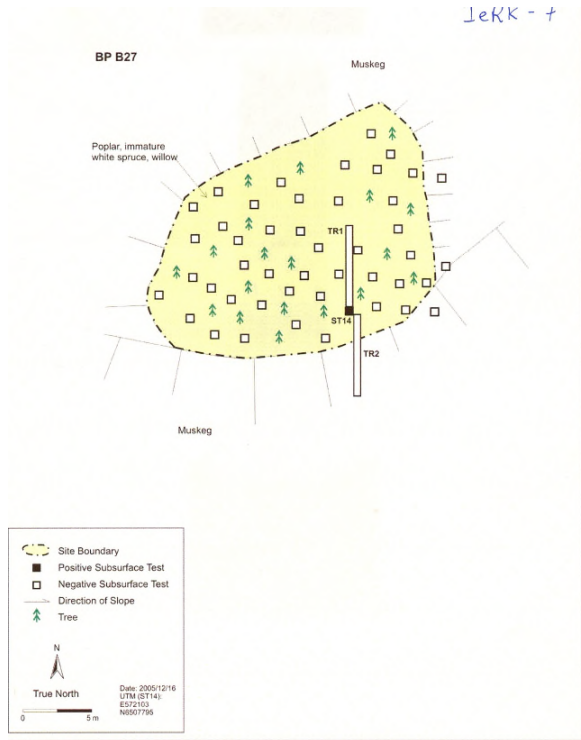 IeKK - 7
BP B27
Muskeg
Poplar, immature
white spruce, willow
TR1
ST14
TR2
Muskeg
Site Boundary
Positive Subsurface Test
Negative Subsurface Test
Direction of Slope
Tree
N
True North
0 5 m
Date: 2005/12/16
UTM (ST14):
E572103
N6507795